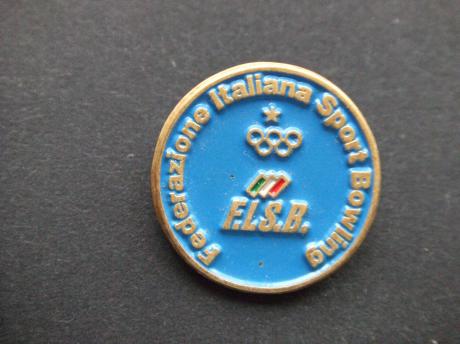 Federazione Italiana Sport Bowling
F.I.S.B.